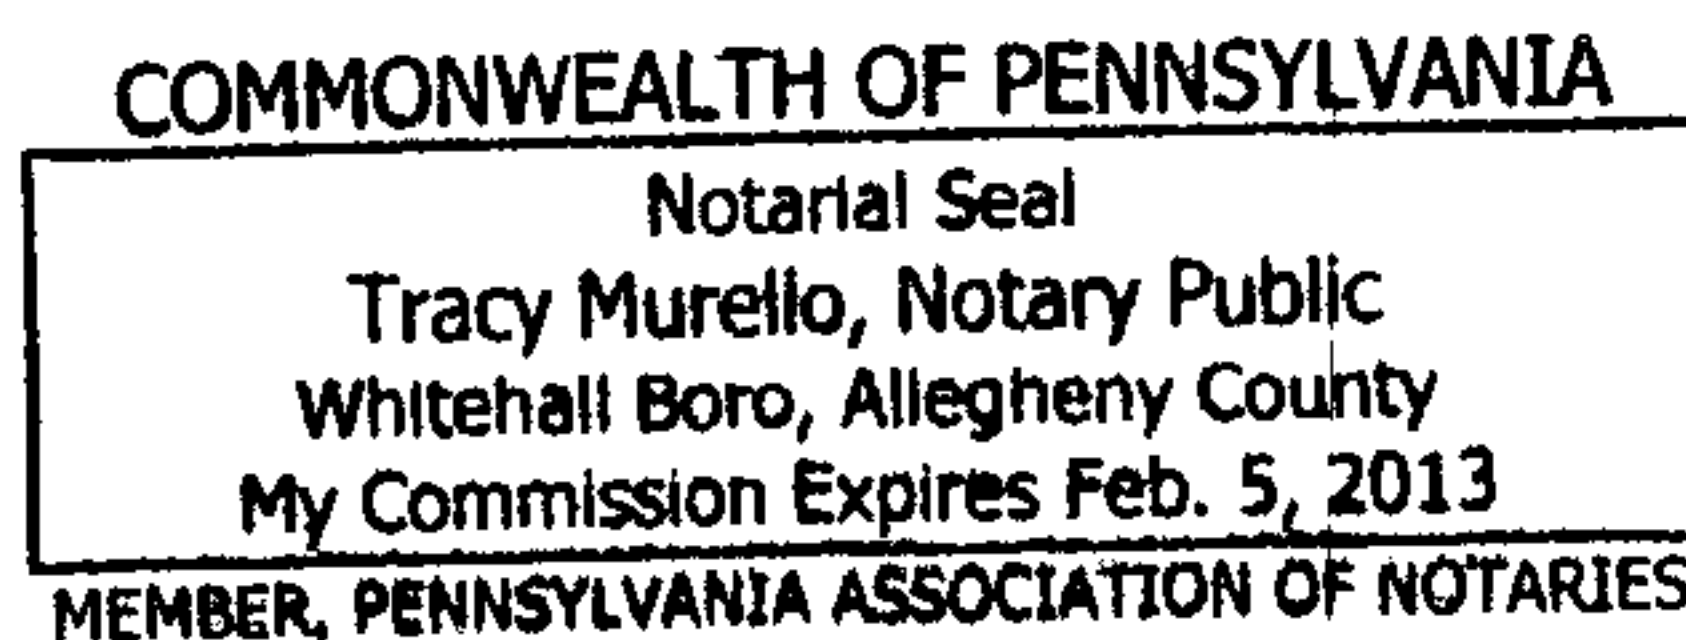 COMMONWEALTH OF PENNSYLVANIA
Notarial Seal
Tracy Murello, Notary Public
Whitehall Boro, Allegheny County
My Commission Expires Feb. 5, 2013
MEMBER, PENNSYLVANIA ASSOCIATION OF NOTARIES